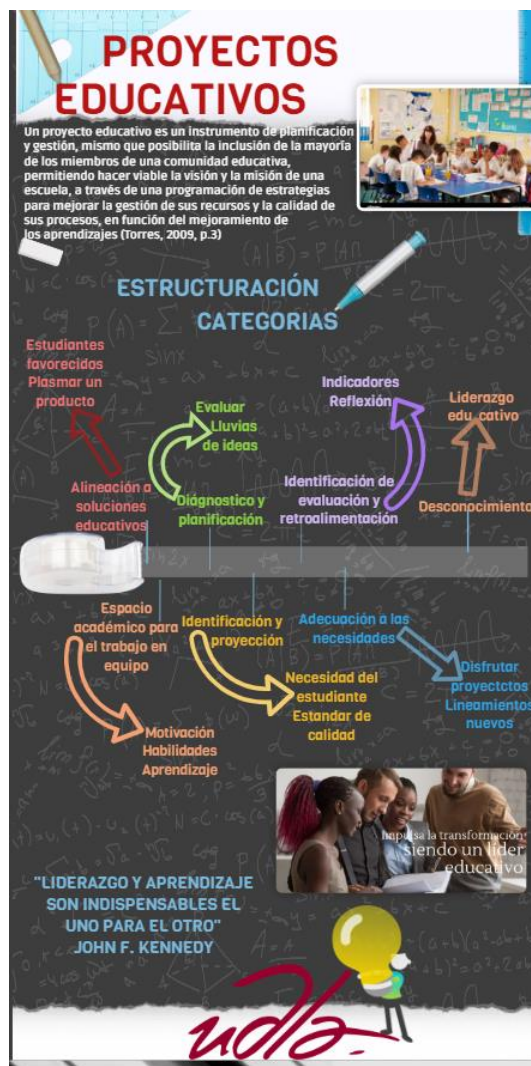 PROYECTOS
EDUCATIVOS
Un proyecto educativo es un instrumento de planificación
y gestión, mismo que posibilita la inclusión de la mayoría
de los miembros de una comunidad educativa,
permitiendo hacer viable la visión y la misión de una
escuela, a través de una programación de estrategias
para mejorar la gestión de sus recursos y la calidad de
sus procesos, en función del mejoramiento de
los aprendizajes (Torres, 2009, p.3)
ESTRUCTURACIÓN
CATEGORIAS
Estudiantes
favorecidos
Plasmar un
producto
Evaluar
Lluvias
de ideas
Indicadores
Reflexión
Liderazgo
edu cativo
Alineación a
soluciones
educativos
Diágnostico y
planificación
Identificación de
evaluación y
retroalimentación
Desconocimiento
Espacio
académico para
el trabajo en
equipo
Identificación y
proyección
Adecuación a las
necesidades
Motivación
Habilidades
Aprendizaje
Necesidad del
estudiante
Estandar de
calidad
Disfrutar
proyectctos
Lineamientos
nuevos
Impulsa la transformación
siendo un líder
educativo
"LIDERAZGO Y APRENDIZAJE
SON INDISPENSABLES EL
UNO PARA EL OTRO"
JOHN F. KENNEDY
udla.